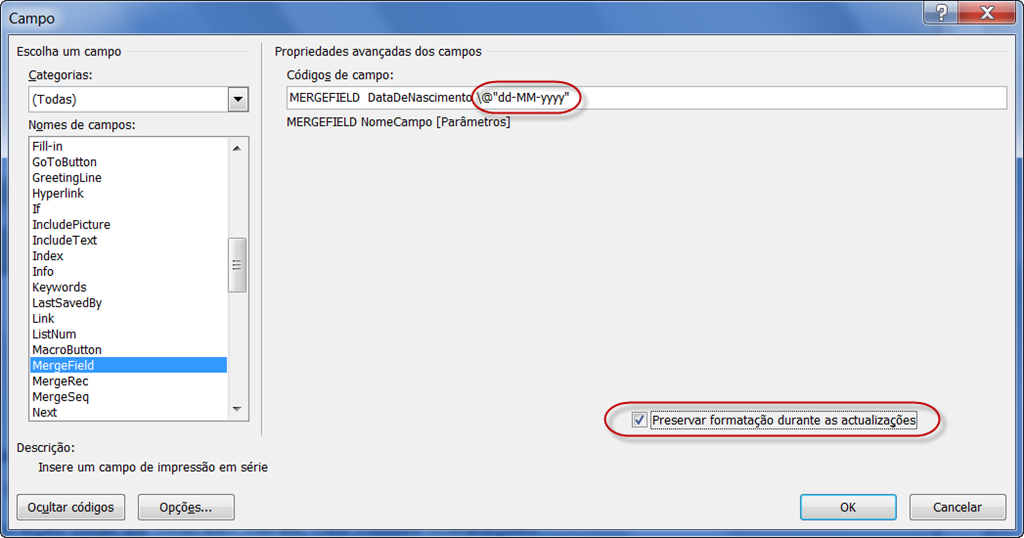 Campo
Escolha um campo
Categorias:
(Todas)
Nomes de campos:
Fill-in
GoToButton
GreetingLine
Hyperlink
If
IncludePicture
IncludeText
Index
Info
Keywords
LastSavedBy
Link
ListNum
MacroButton
MergeField
MergeRec
MergeSeq
Next
Propriedades avançadas dos campos
Códigos de campo:
MERGEFIELD  DataDeNascimento \@"dd-MM-yyyy"
MERGEFIELD NomeCampo [Parâmetros]
Preservar formatação durante as actualizações
Descrição:
Insere um campo de impressão em série
Ocultar códigos
Opções...
OK
Cancelar